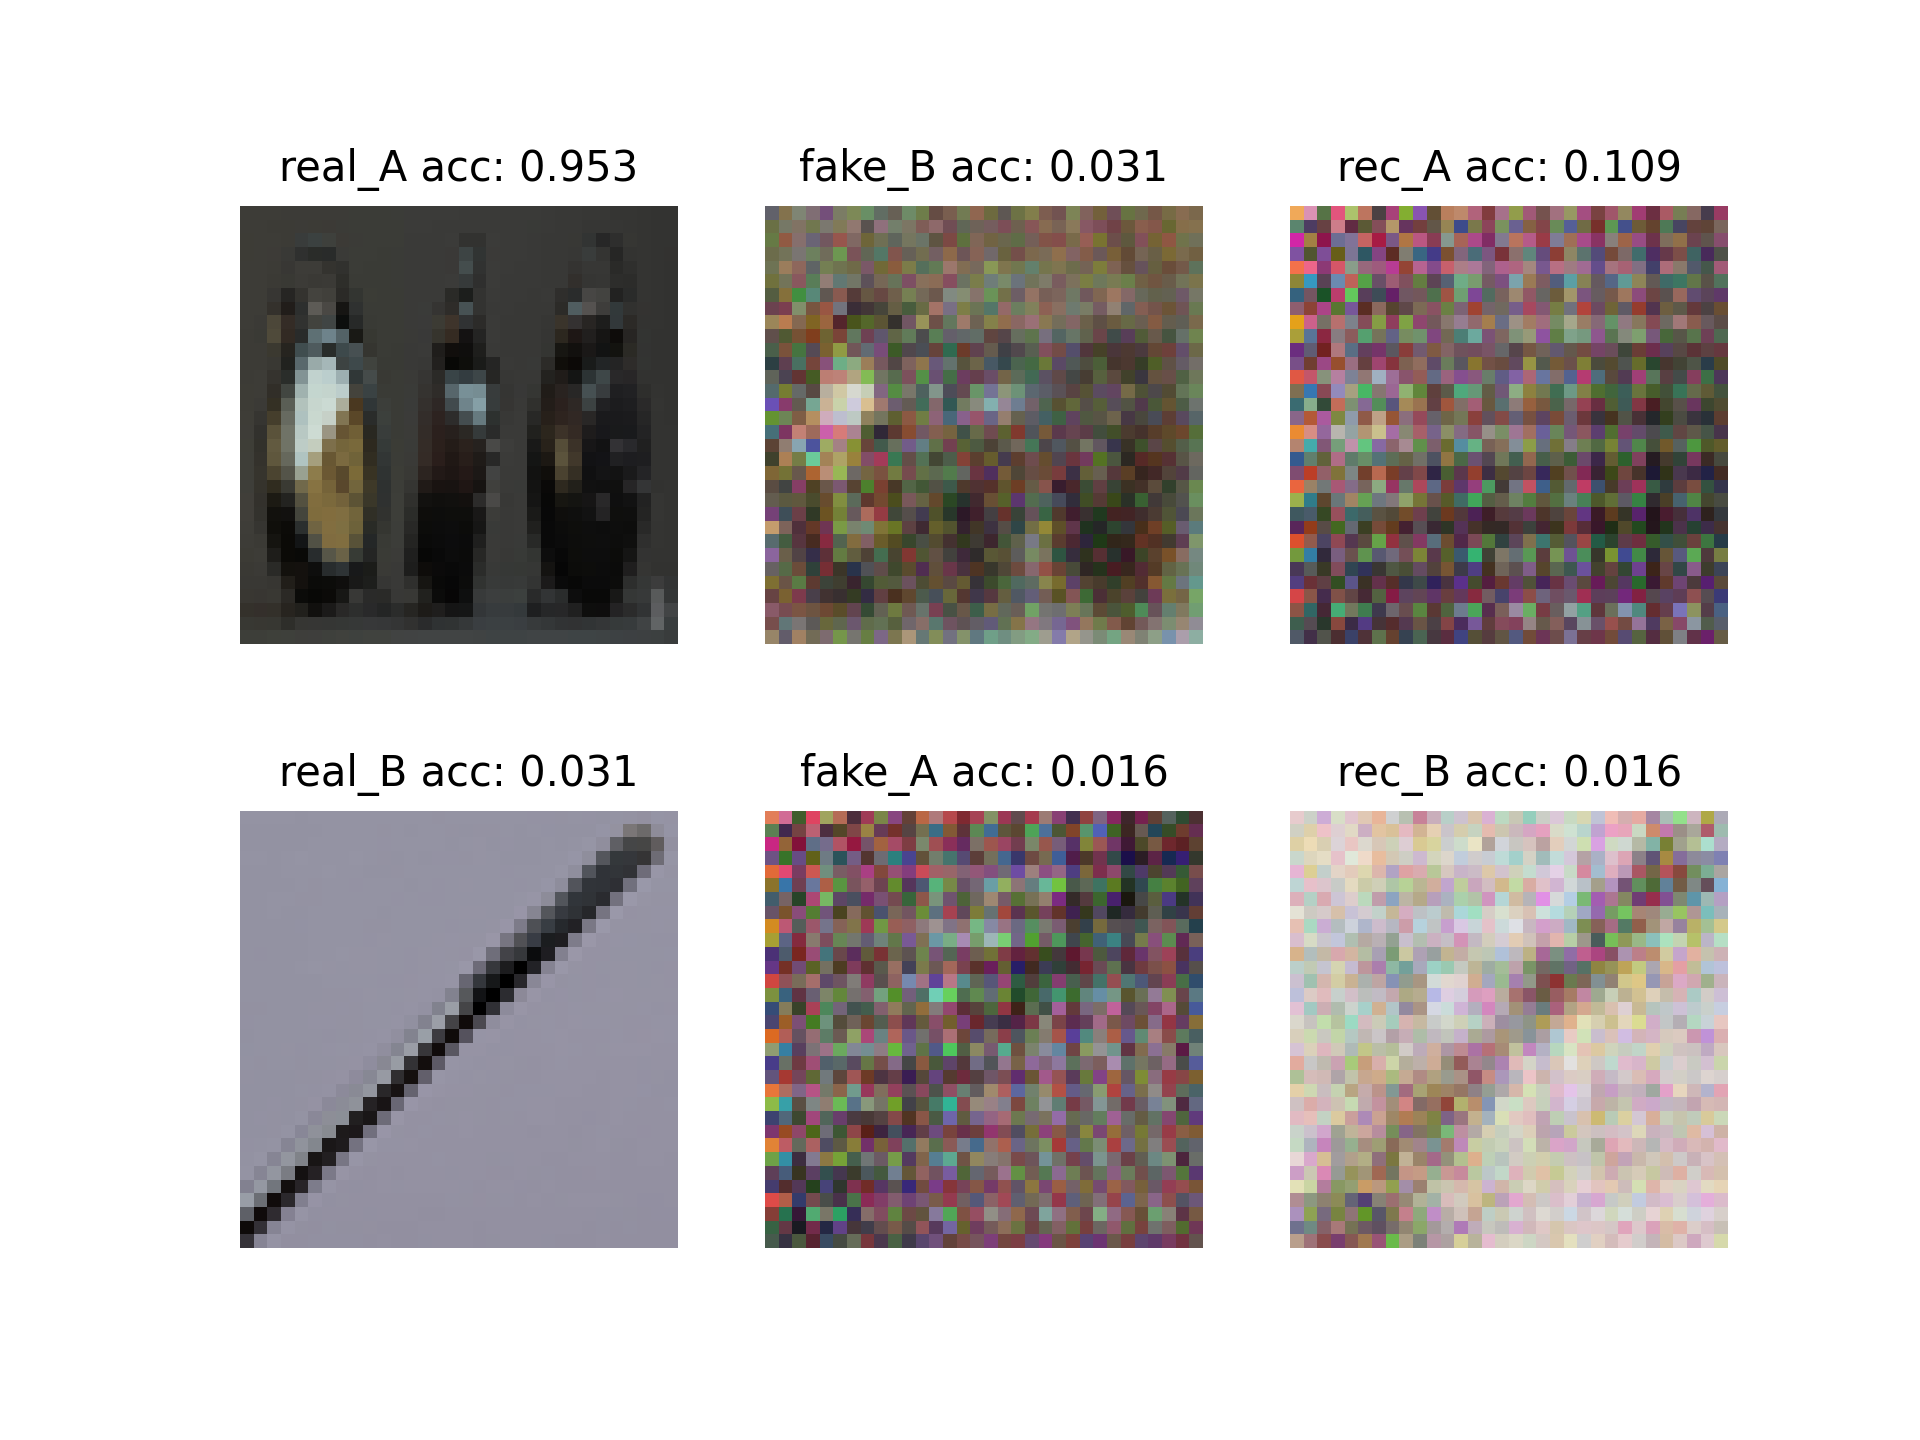 real_A acc: 0.953
fake_B acc: 0.031
rec_A acc: 0.109
real_B acc: 0.031
fake_A acc: 0.016
rec_B acc: 0.016